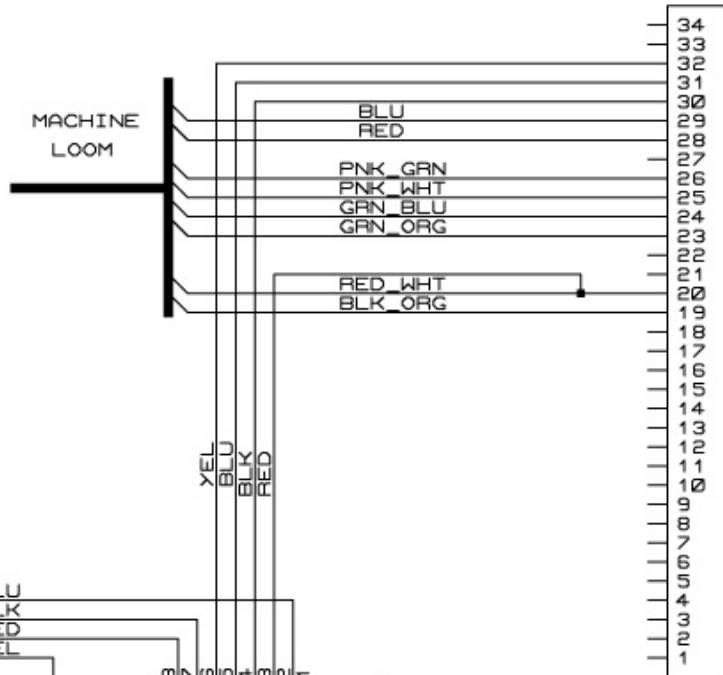 34
33
32
31
30
MACHINE
LOOM
BLU
29
RED
28
27
PNK_GRN
26
PNK_WHT
25
GRN_BLU
24
GRN_ORG
23
22
21
RED_WHT
20
BLK_ORG
19
18
17
16
15
14
13
12
11
10
9
8
7
6
5
4
3
2
1
YEL
BLU
BLK
RED